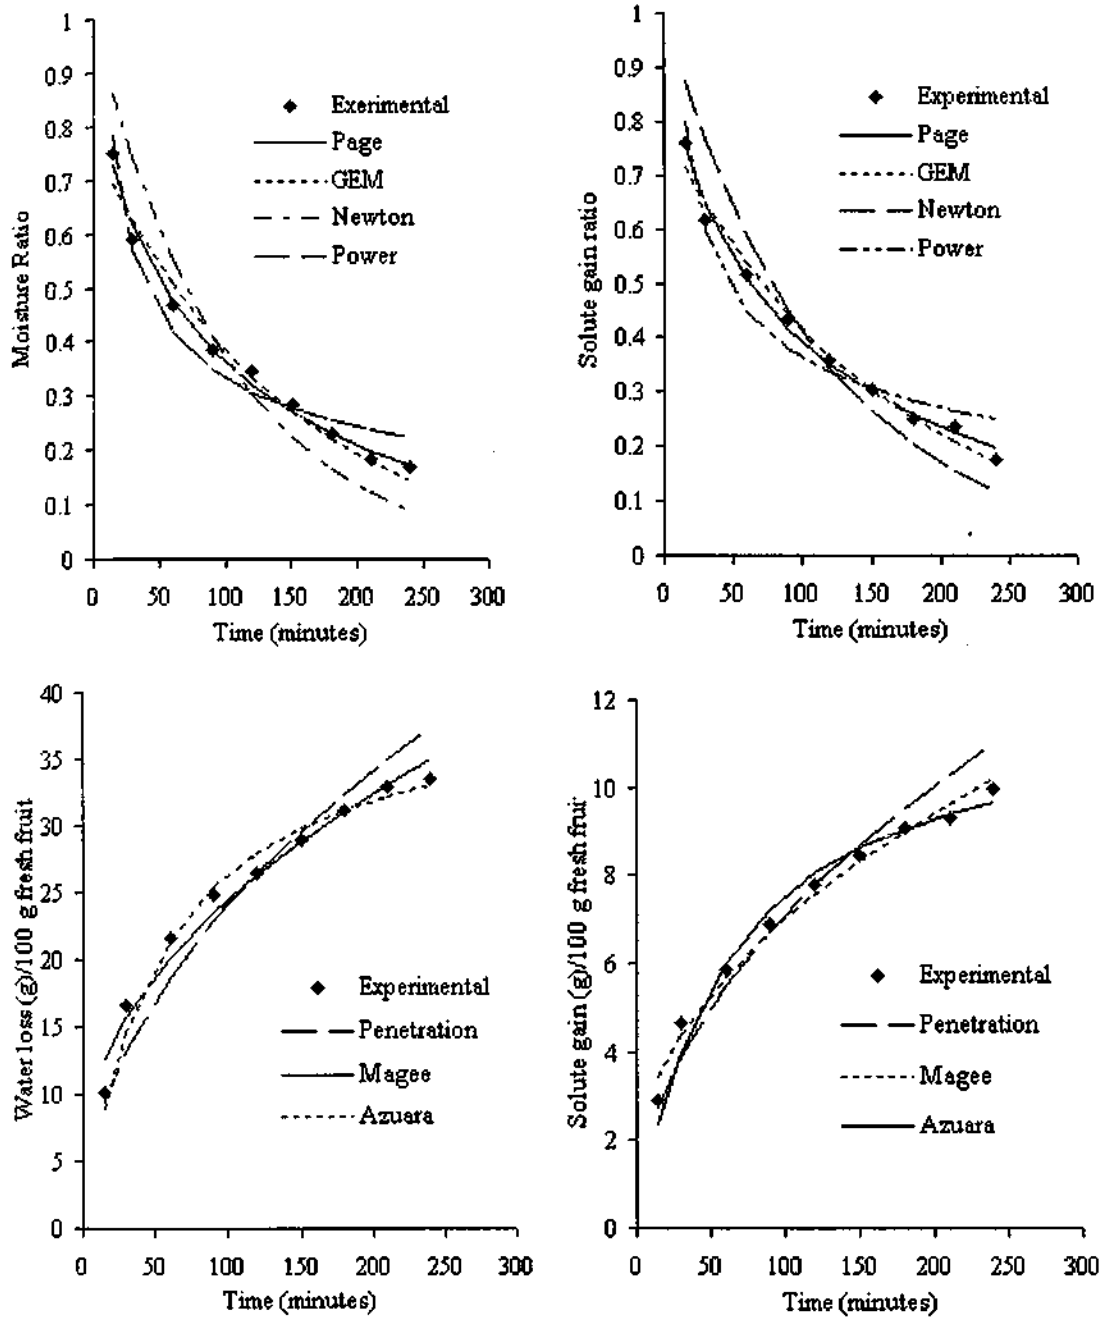 Moisture Ratio
1
0.9
0.8
0.7
0.6
0.5
0.4
0.3
0.2
0.1
0
Exerimental
Page
GEM
Newton
Power
0 50 100 150 200 250 300
Time (minutes)
Solute gain ratio
1
0.9
0.8
0.7
0.6
0.5
0.4
0.3
0.2
0.1
0
Experimental
Page
GEM
Newton
Power
0 50 100 150 200 250 300
Time (minutes)
Water loss (g)/100 g fresh fruit
40
35
30
25
20
15
10
5
0
Experimental
Penetration
Magee
Azuara
0 50 100 150 200 250 300
Time (minutes)
Solute gain (g)/100 g fresh fruit
12
10
8
6
4
2
0
Experimental
Penetration
Magee
Azuara
0 50 100 150 200 250 300
Time (minutes)